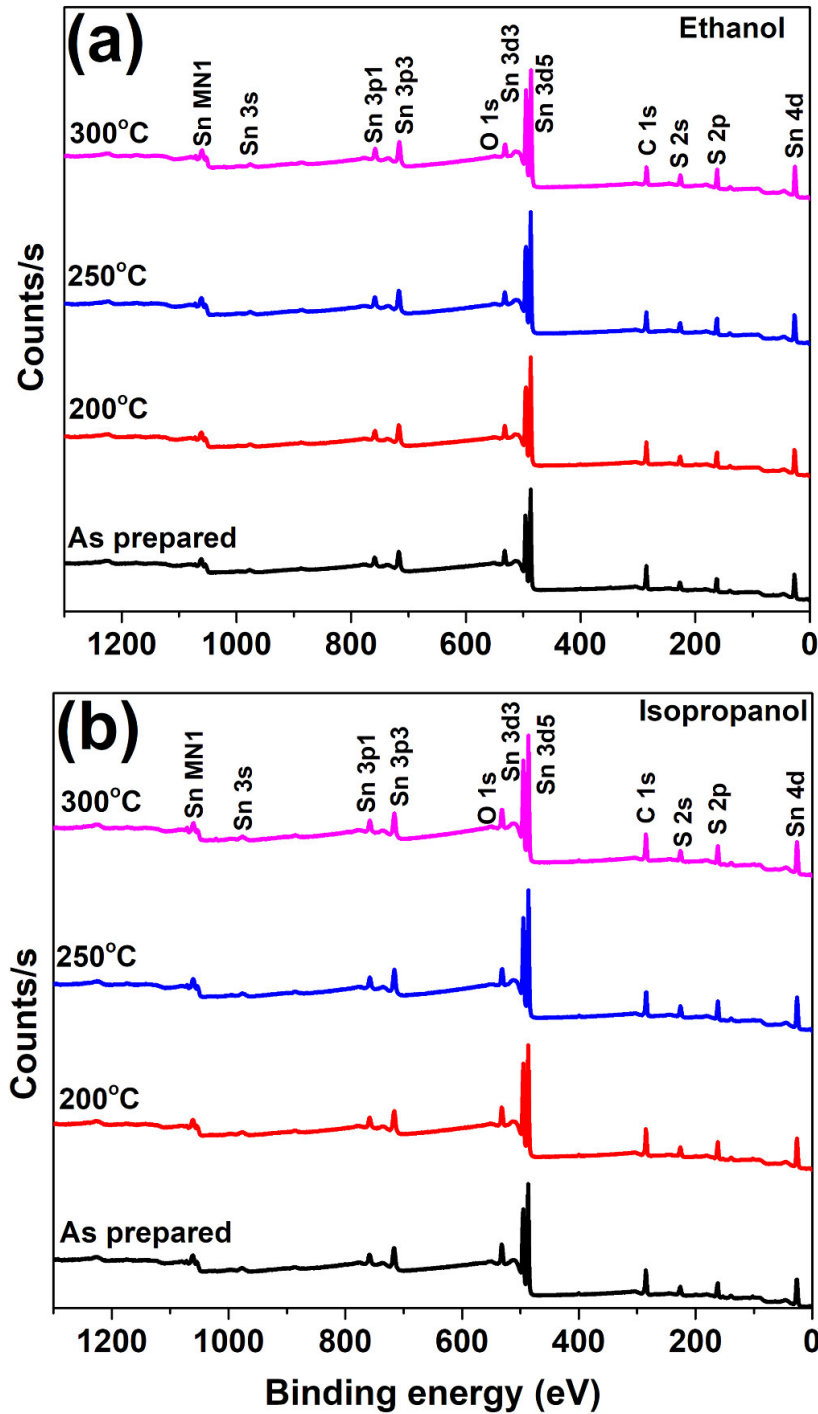 (a)
Ethanol
Sn MN1
Sn 3s
Sn 3p1
Sn 3p3
O 1s
Sn 3d3
Sn 3d5
C 1s
S 2s
S 2p
Sn 4d
300°C
250°C
200°C
As prepared
Counts/s
1200 1000 800 600 400 200 0
(b)
Isopropanol
Sn MN1
Sn 3s
Sn 3p1
Sn 3p3
O 1s
Sn 3d3
Sn 3d5
C 1s
S 2s
S 2p
Sn 4d
300°C
250°C
200°C
As prepared
Counts/s
1200 1000 800 600 400 200 0
Binding energy (eV)